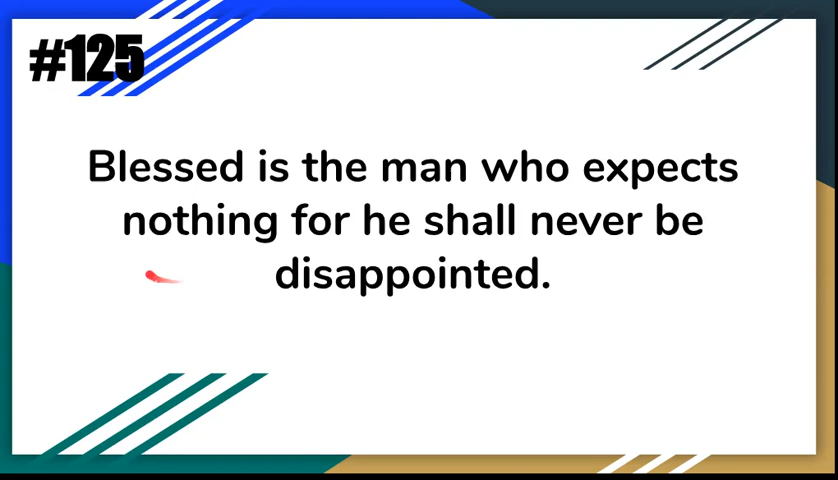 #125
Blessed is the man who expects
nothing for he shall never be
disappointed.